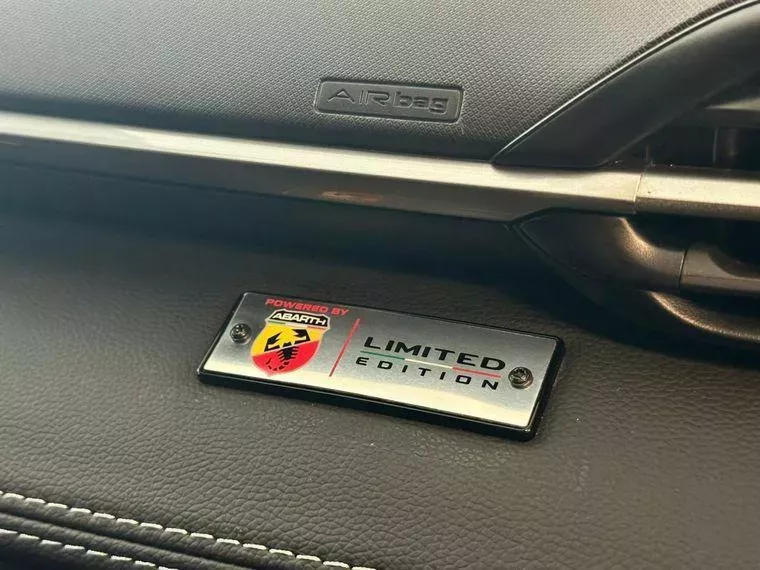 AIRbag
POWERED BY
ABARTH
LIMITED
EDITION